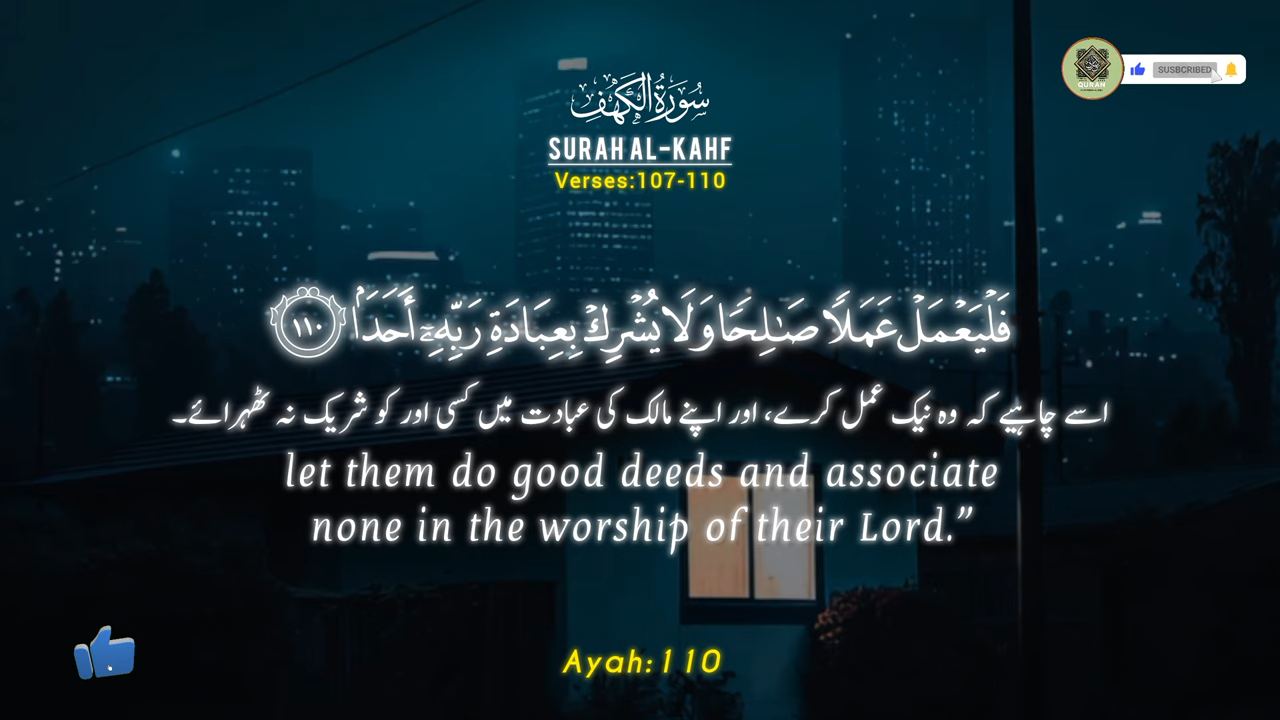 سُورَةُ الْكَهْفِ
SURAH AL-KAHF
Verses:107-110
QURAN
SUSBCRIBED
فَلْيَعْمَلْ عَمَلًا صَـٰلِحًا وَلَا يُشْرِكْ بِعِبَادَةِ رَبِّهِۦٓ أَحَدَۢا ١١٠
اسے چاہیے کہ وہ نیک عمل کرے، اور اپنے مالک کی عبادت میں کسی اور کو شریک نہ ٹھہرائے۔
let them do good deeds and associate
none in the worship of their Lord.”
Ayah:110